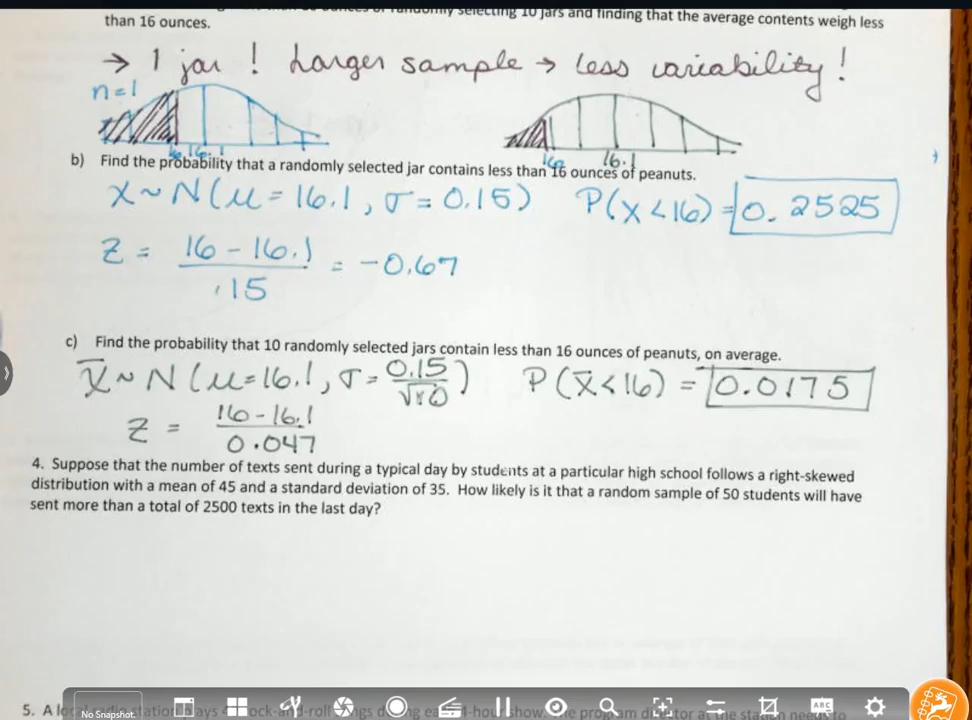 randomly selecting 10 jars and finding that the average contents weigh less
than 16 ounces.
→ 1 jar ! Larger sample → less variability !
n=1
16 16.1
16 16.1
b) Find the probability that a randomly selected jar contains less than 16 ounces of peanuts.
X~N(μ=16.1, σ=0.15) P(X<16)=0.2525
Z = 16-16.1 / .15 = -0.67
c) Find the probability that 10 randomly selected jars contain less than 16 ounces of peanuts, on average.
x̄~N(μ=16.1, σ=0.15/√10) P(x̄<16) = 0.0175
Z = 16-16.1 / 0.047
4. Suppose that the number of texts sent during a typical day by students at a particular high school follows a right-skewed
distribution with a mean of 45 and a standard deviation of 35. How likely is it that a random sample of 50 students will have
sent more than a total of 2500 texts in the last day?
5. A
No Snapshot.
ABC